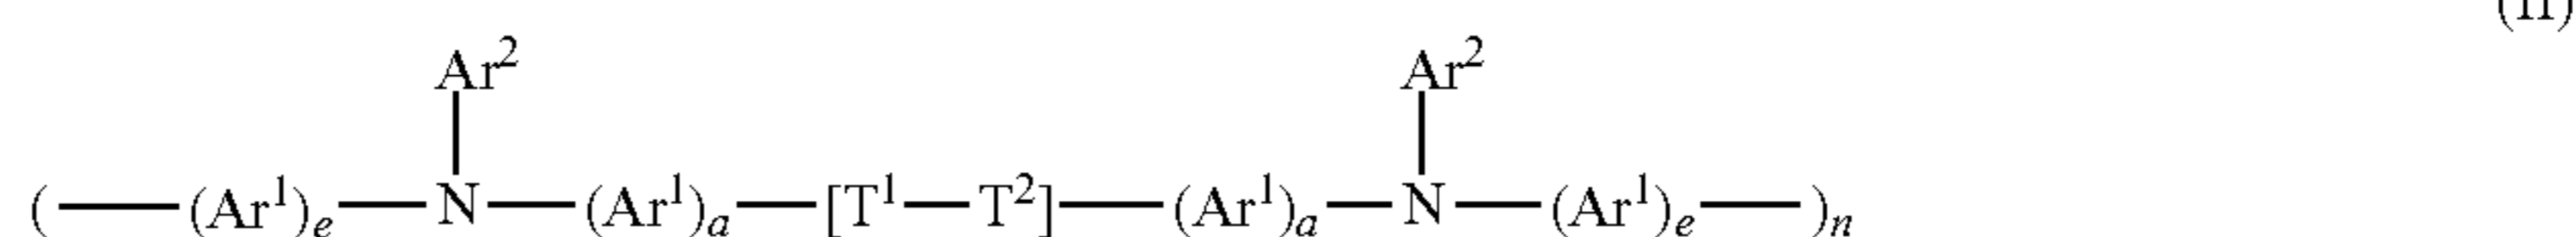 (II)
Ar² Ar²
( — (Ar¹)ₑ — N — (Ar¹)ₐ — [T¹ — T²] — (Ar¹)ₐ — N — (Ar¹)ₑ — )ₙ